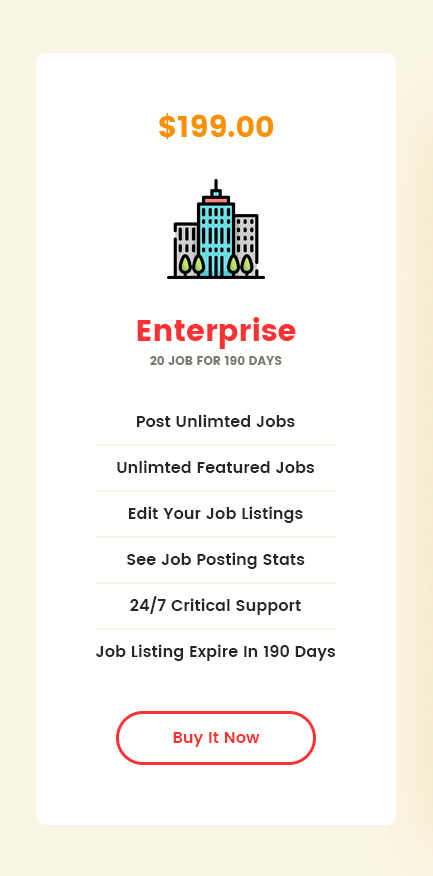 $199.00
Enterprise
20 JOB FOR 190 DAYS
Post Unlimted Jobs
Unlimted Featured Jobs
Edit Your Job Listings
See Job Posting Stats
24/7 Critical Support
Job Listing Expire In 190 Days
Buy It Now